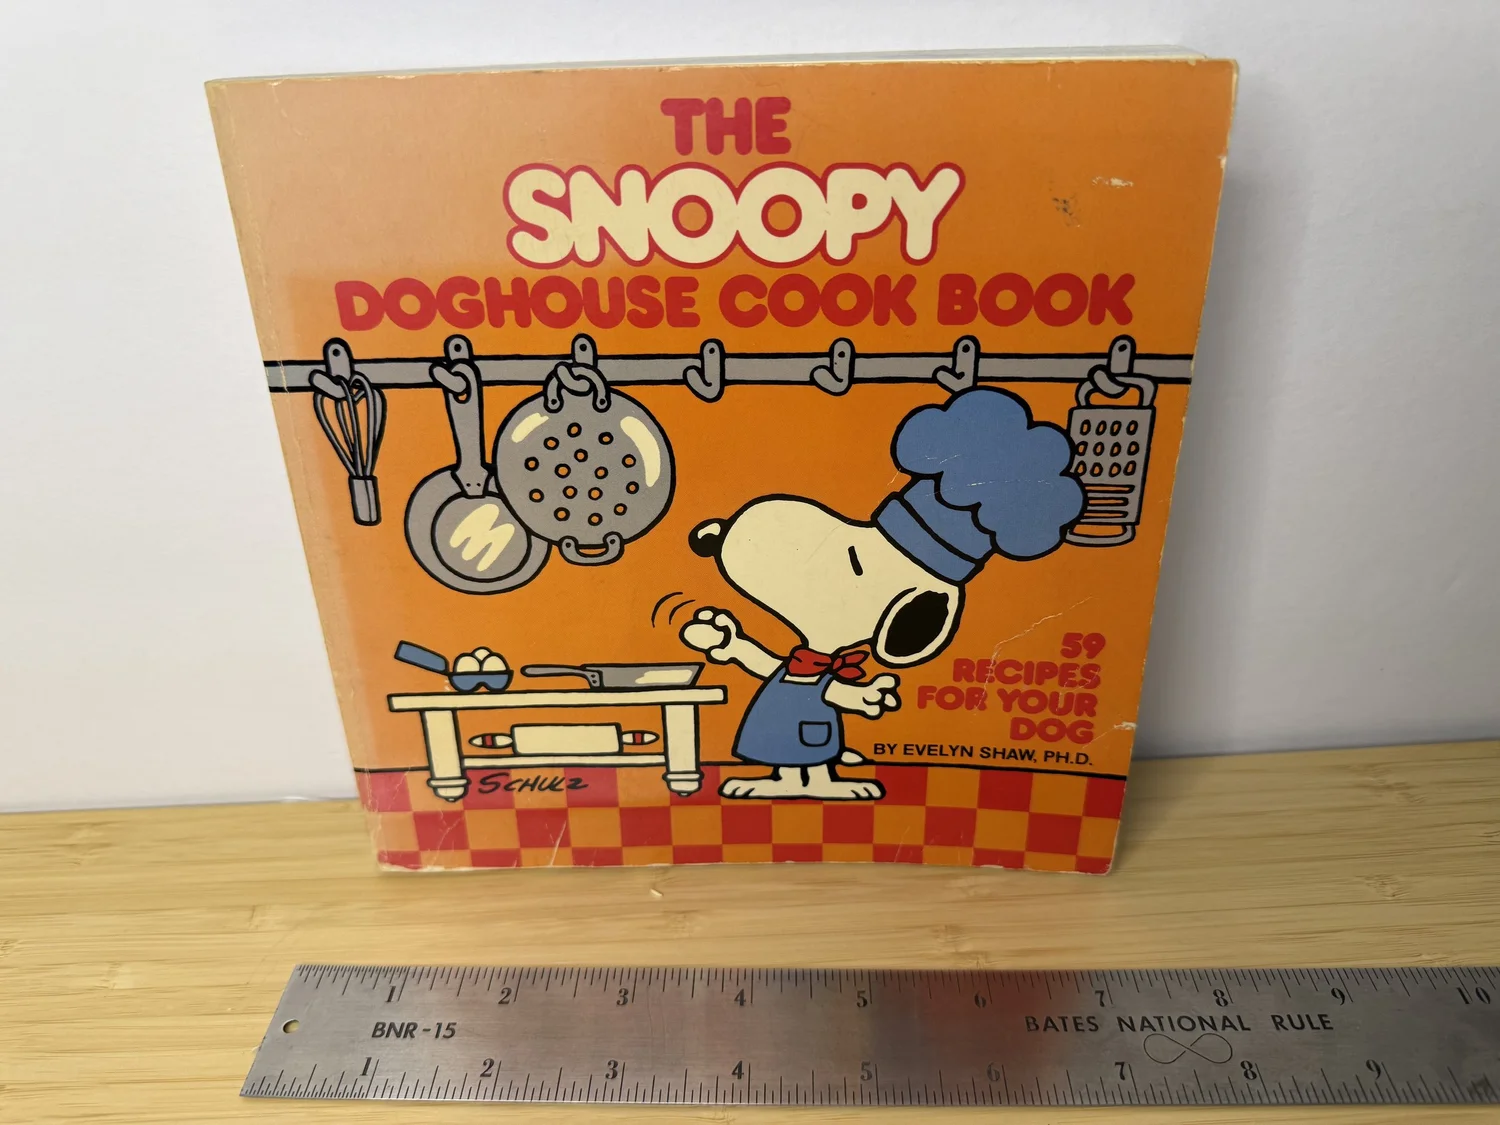 THE
SNOOPY
DOGHOUSE COOK BOOK
59
RECIPES
FOR YOUR
DOG
BY EVELYN SHAW, PH.D.
SCHULZ
1 2 3 4 5 6 7 8 9 10
BNR-15 BATES NATIONAL RULE
1 2 3 4 5 6 7 8 9